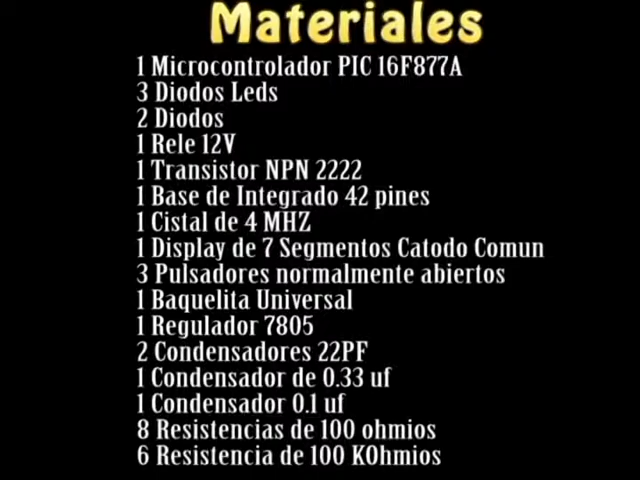 Materiales
1 Microcontrolador PIC 16F877A
3 Diodos Leds
2 Diodos
1 Rele 12V
1 Transistor NPN 2222
1 Base de Integrado 42 pines
1 Cistal de 4 MHZ
1 Display de 7 Segmentos Catodo Comun
3 Pulsadores normalmente abiertos
1 Baquelita Universal
1 Regulador 7805
2 Condensadores 22PF
1 Condensador de 0.33 uf
1 Condensador 0.1 uf
8 Resistencias de 100 ohmios
6 Resistencia de 100 KOhmios